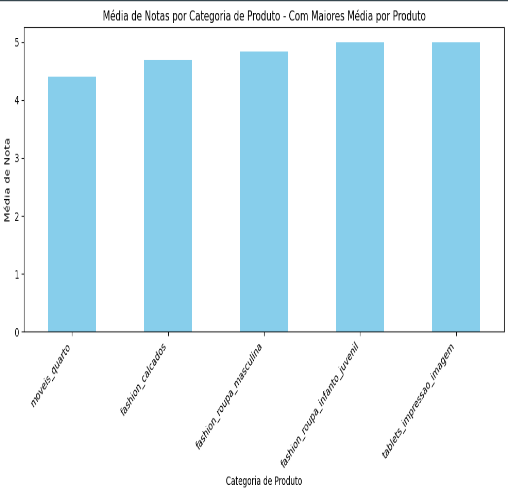 Média de Notas por Categoria de Produto - Com Maiores Média por Produto
5
4
3
2
1
0
Média de Nota
moveis_quarto
fashion_calcados
fashion_roupa_masculina
fashion_roupa_infanto_juvenil
tablets_impressao_imagem
Categoria de Produto